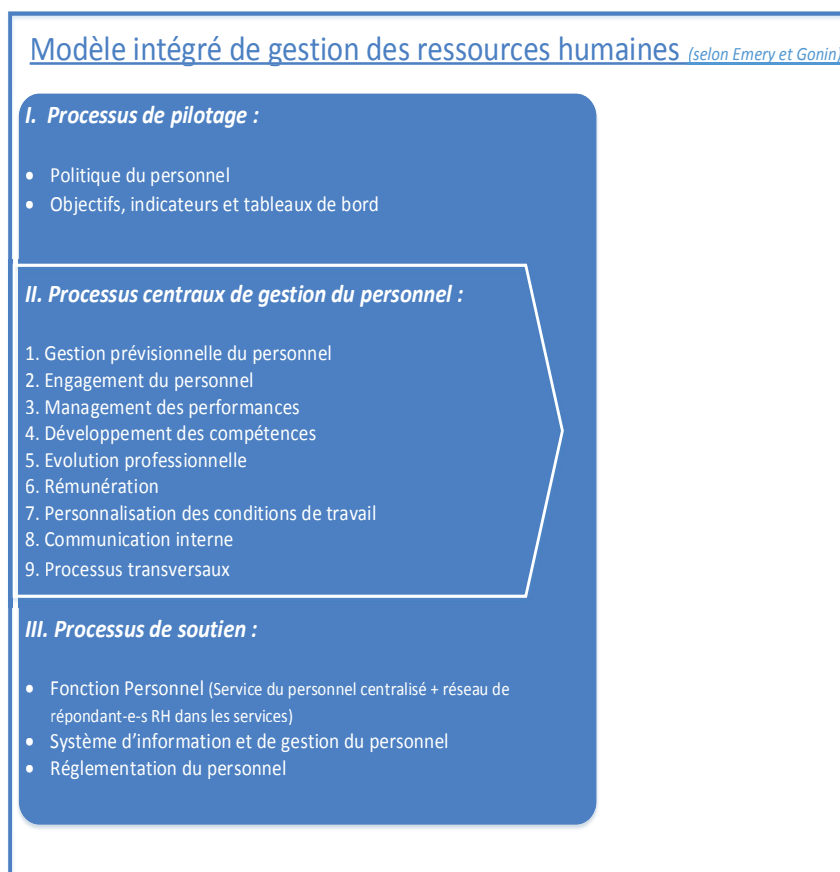 Modèle intégré de gestion des ressources humaines (selon Emery et Gonin)
I. Processus de pilotage :
• Politique du personnel
• Objectifs, indicateurs et tableaux de bord
II. Processus centraux de gestion du personnel :
1. Gestion prévisionnelle du personnel
2. Engagement du personnel
3. Management des performances
4. Développement des compétences
5. Evolution professionnelle
6. Rémunération
7. Personnalisation des conditions de travail
8. Communication interne
9. Processus transversaux
III. Processus de soutien :
• Fonction Personnel (Service du personnel centralisé + réseau de
répondant-e-s RH dans les services)
• Système d’information et de gestion du personnel
• Réglementation du personnel